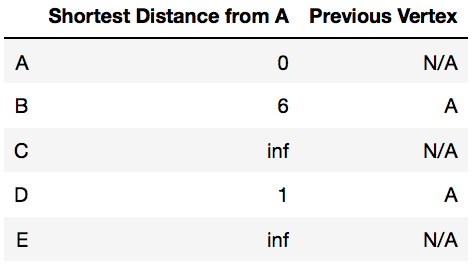 Shortest Distance from A Previous Vertex
A 0 N/A
B 6 A
C inf N/A
D 1 A
E inf N/A